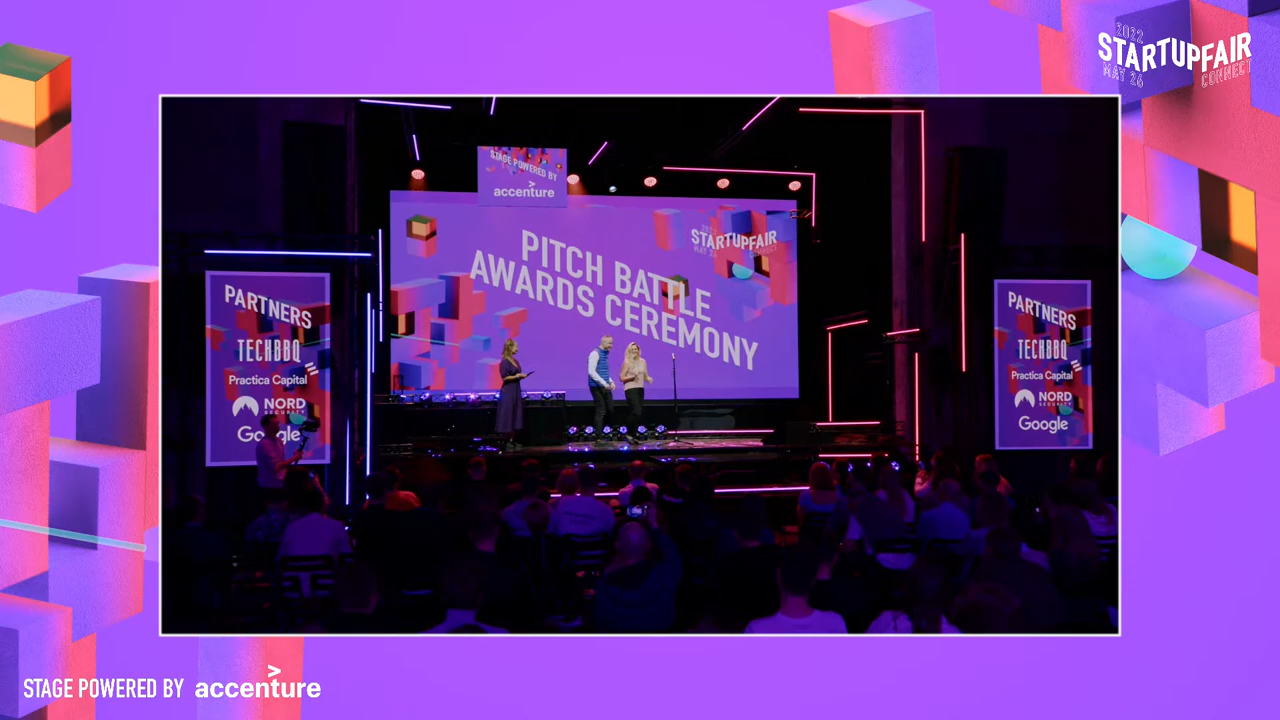 2022
STARTUPFAIR
MAY 26
CONNECT
STAGE POWERED BY
accenture
STARTUPFAIR
CONNECT
PITCH BATTLE
AWARDS CEREMONY
PARTNERS
TECHBBQ
Practica Capital
NORD
SECURITY
Google
PARTNERS
TECHBBQ
Practica Capital
NORD
SECURITY
Google
STAGE POWERED BY accenture